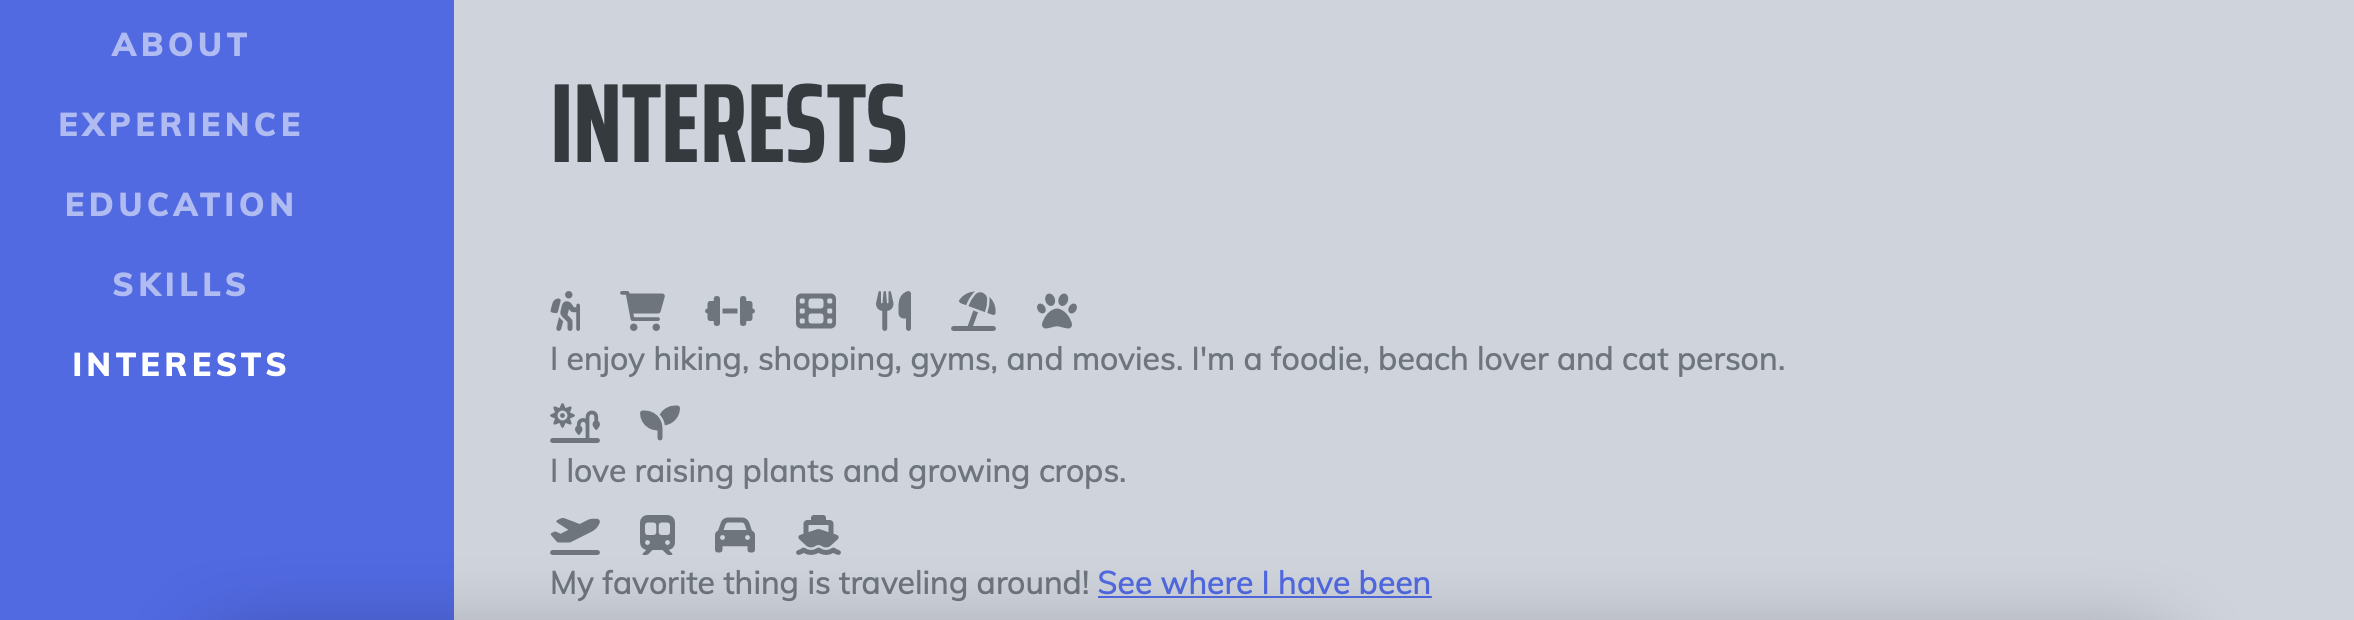 ABOUT
EXPERIENCE
EDUCATION
SKILLS
INTERESTS
INTERESTS
I enjoy hiking, shopping, gyms, and movies. I'm a foodie, beach lover and cat person.
I love raising plants and growing crops.
My favorite thing is traveling around! See where I have been